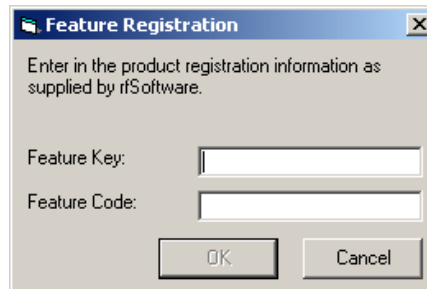 Feature Registration
Enter in the product registration information as
supplied by rfSoftware.
Feature Key:
Feature Code:
OK Cancel